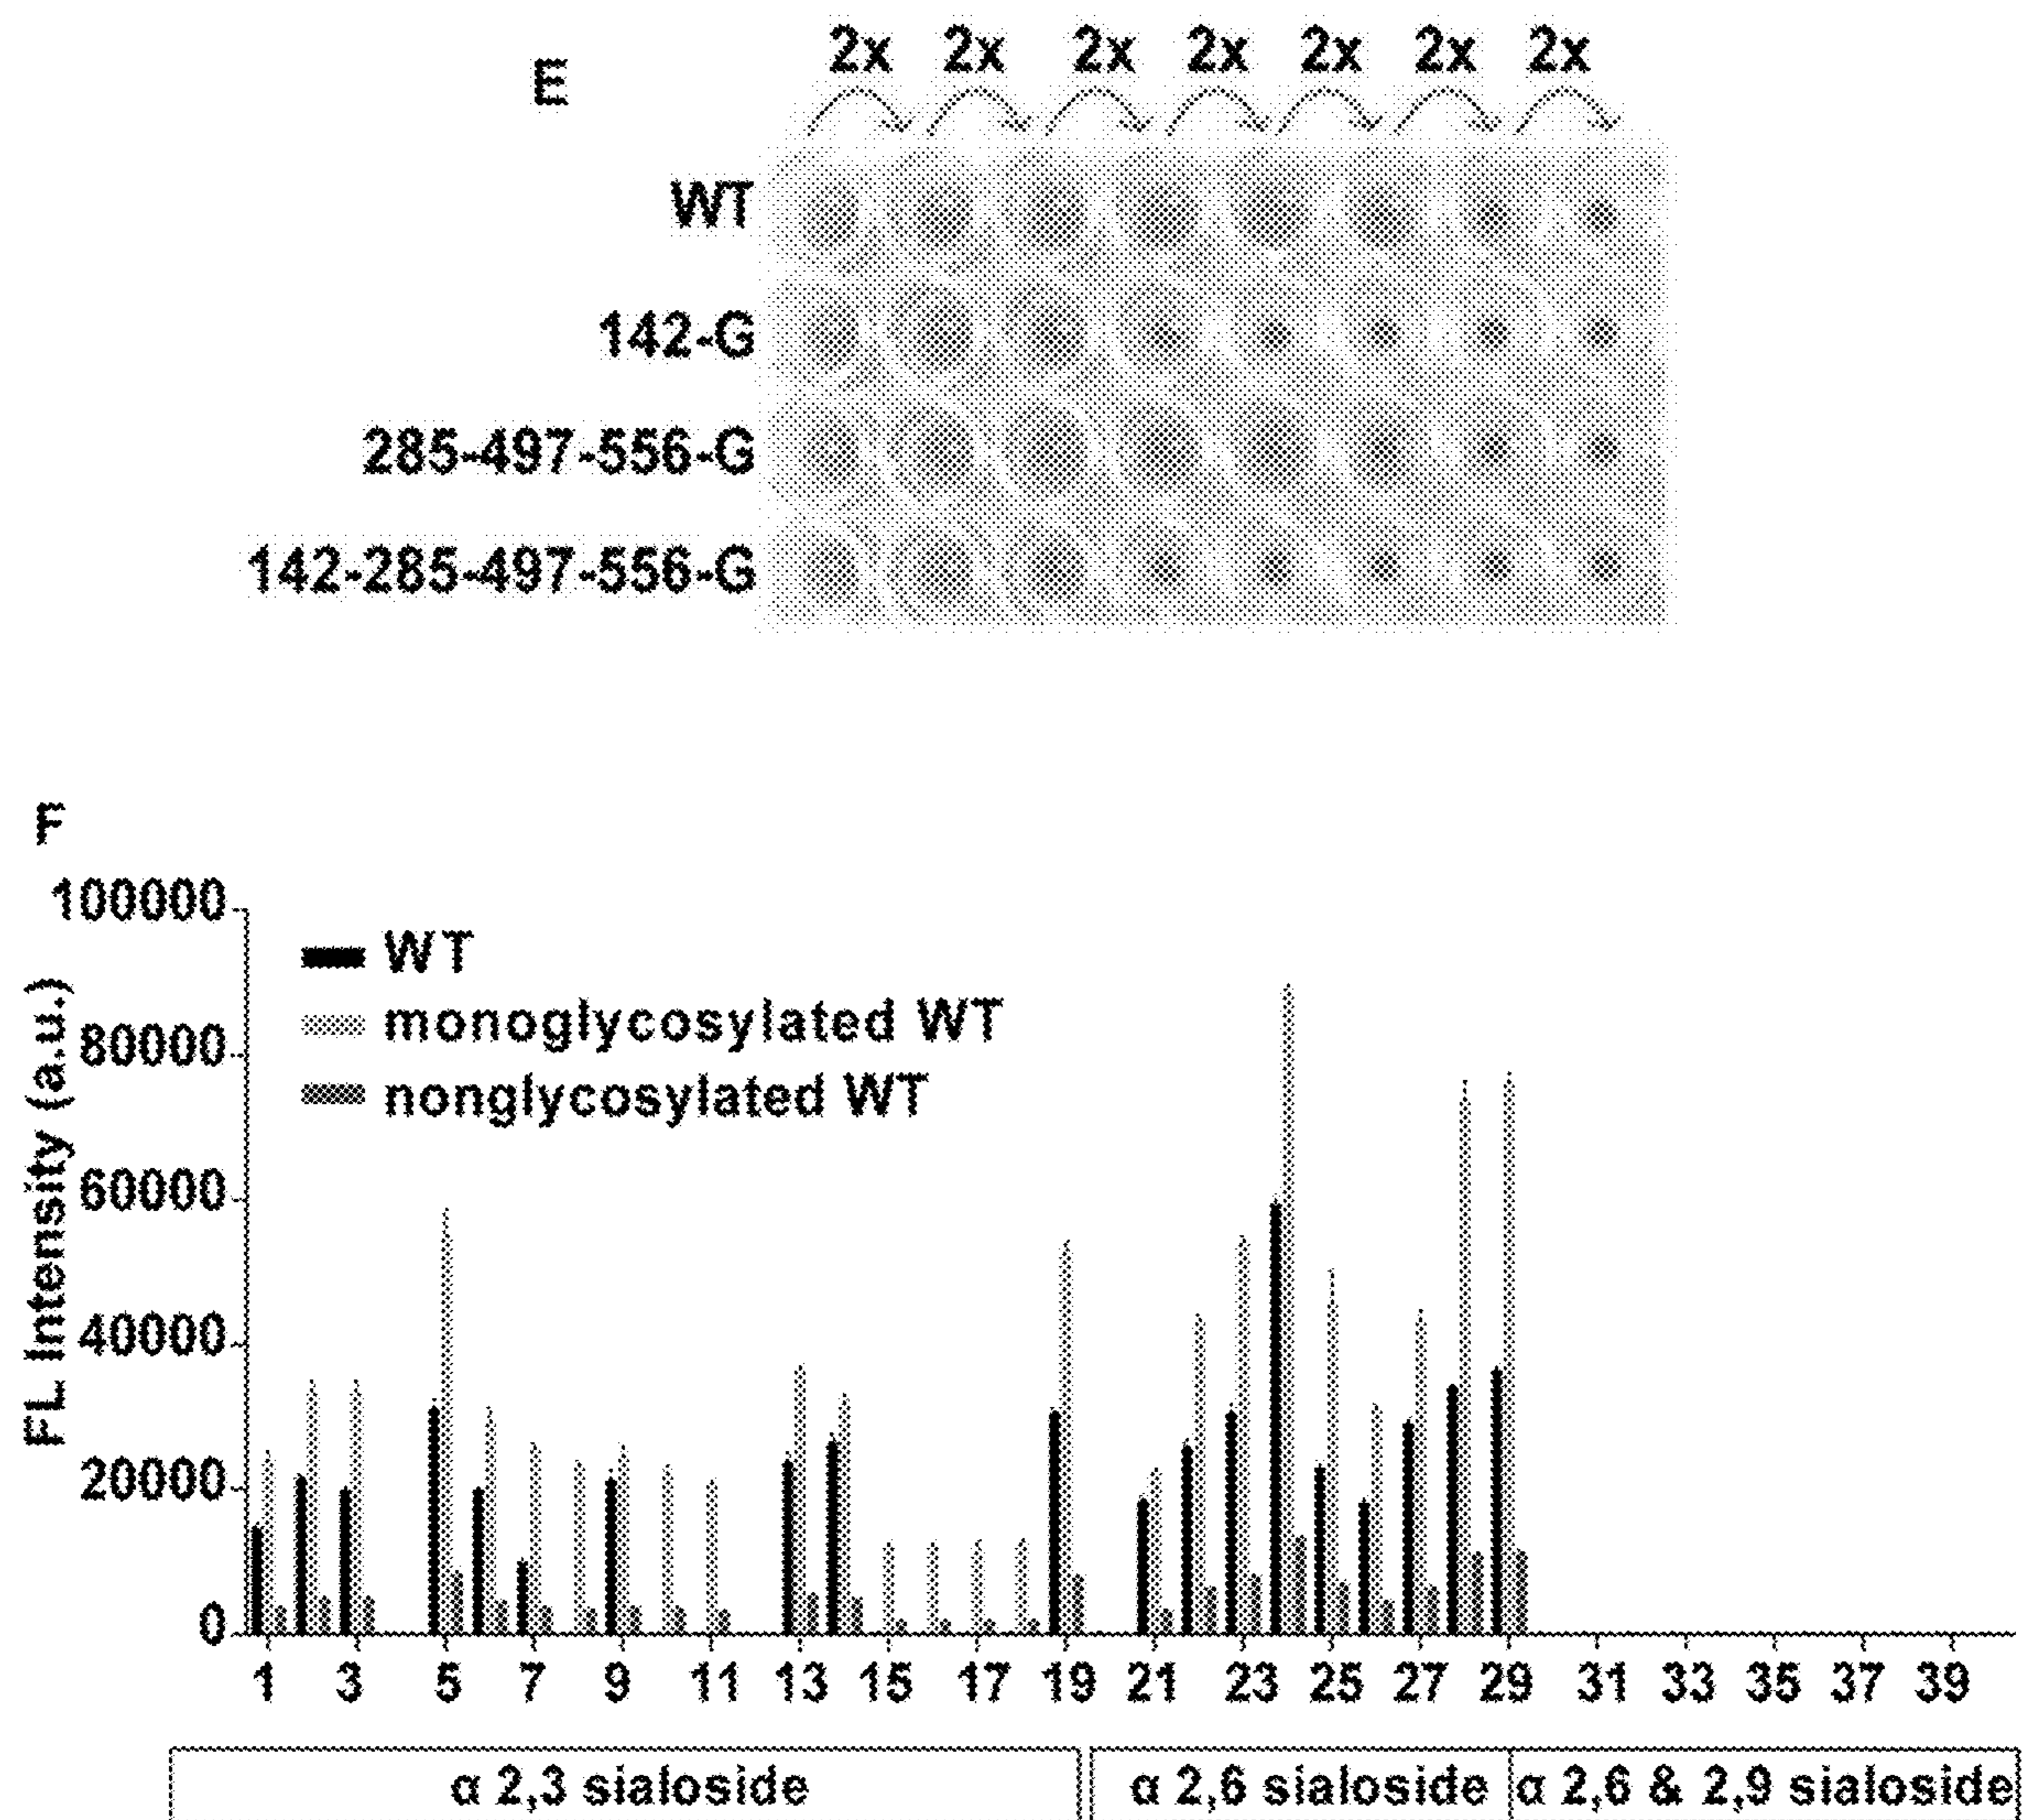 E
2x 2x 2x 2x 2x 2x 2x
WT
142-G
285-497-556-G
142-285-497-556-G
F
FL Intensity (a.u.)
100000
80000
60000
40000
20000
0
WT
monoglycosylated WT
nonglycosylated WT
1 3 5 7 9 11 13 15 17 19 21 23 25 27 29 31 33 35 37 39
α 2,3 sialoside
α 2,6 sialoside
α 2,6 & 2,9 sialoside